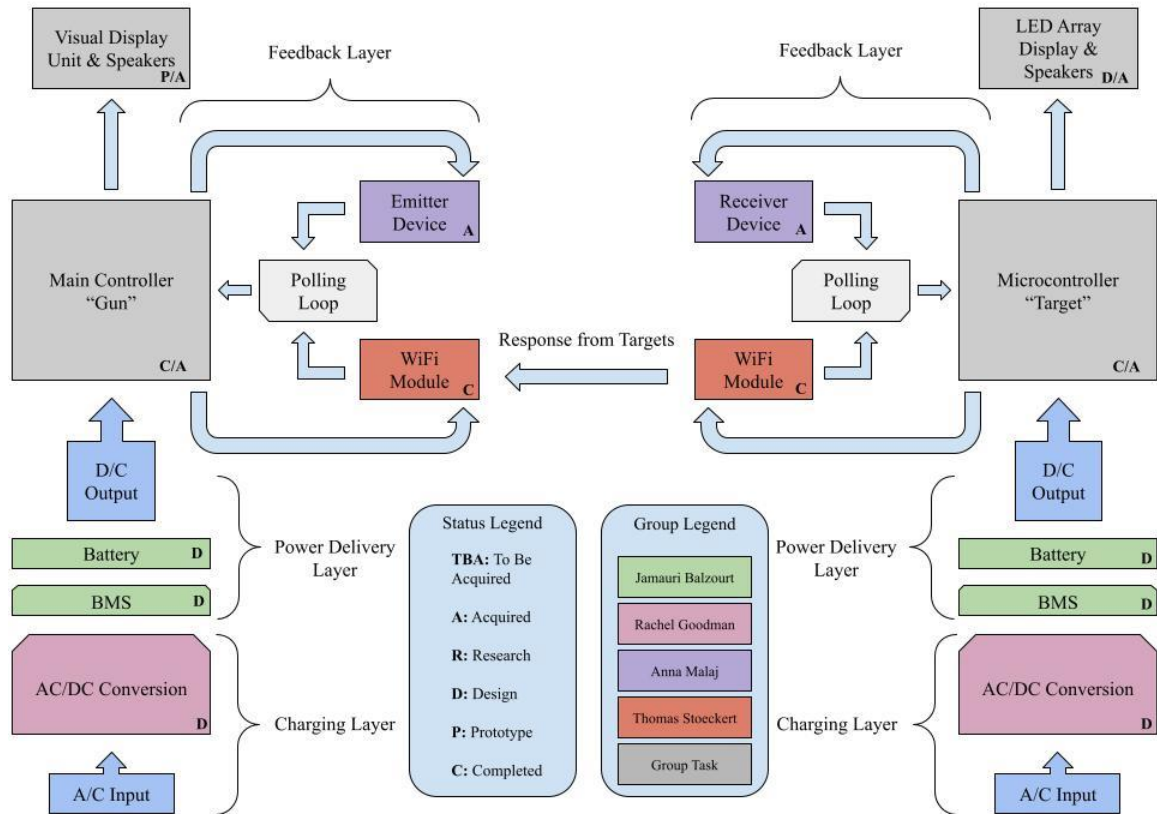 Visual Display
Unit & Speakers
P/A
Feedback Layer
Feedback Layer
LED Array
Display &
Speakers
D/A
Emitter
Device
A
Receiver
Device
A
Main Controller
“Gun”
C/A
Polling
Loop
Polling
Loop
Microcontroller
“Target”
C/A
WiFi
Module
C
Response from Targets
WiFi
Module
C
D/C
Output
D/C
Output
Battery
D
Power Delivery
Layer
BMS
D
AC/DC Conversion
D
Charging Layer
A/C Input
Status Legend
TBA: To Be
Acquired
A: Acquired
R: Research
D: Design
P: Prototype
C: Completed
Group Legend
Jamauri Balzourt
Rachel Goodman
Anna Malaj
Thomas Stoeckert
Group Task
Power Delivery
Layer
Battery
D
BMS
D
Charging Layer
AC/DC Conversion
D
A/C Input